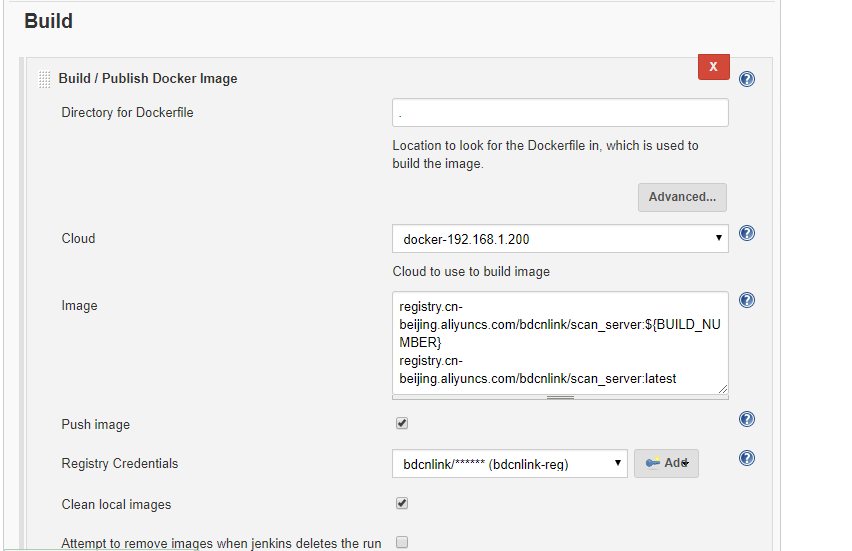 Build
X
Build / Publish Docker Image
Directory for Dockerfile
.
Location to look for the Dockerfile in, which is used to
build the image.
Advanced...
Cloud
docker-192.168.1.200
Cloud to use to build image
Image
registry.cn-
beijing.aliyuncs.com/bdcnlink/scan_server:${BUILD_NU
MBER}
registry.cn-
beijing.aliyuncs.com/bdcnlink/scan_server:latest
Push image
Registry Credentials
bdcnlink/****** (bdcnlink-reg)
Add
Clean local images
Attempt to remove images when jenkins deletes the run